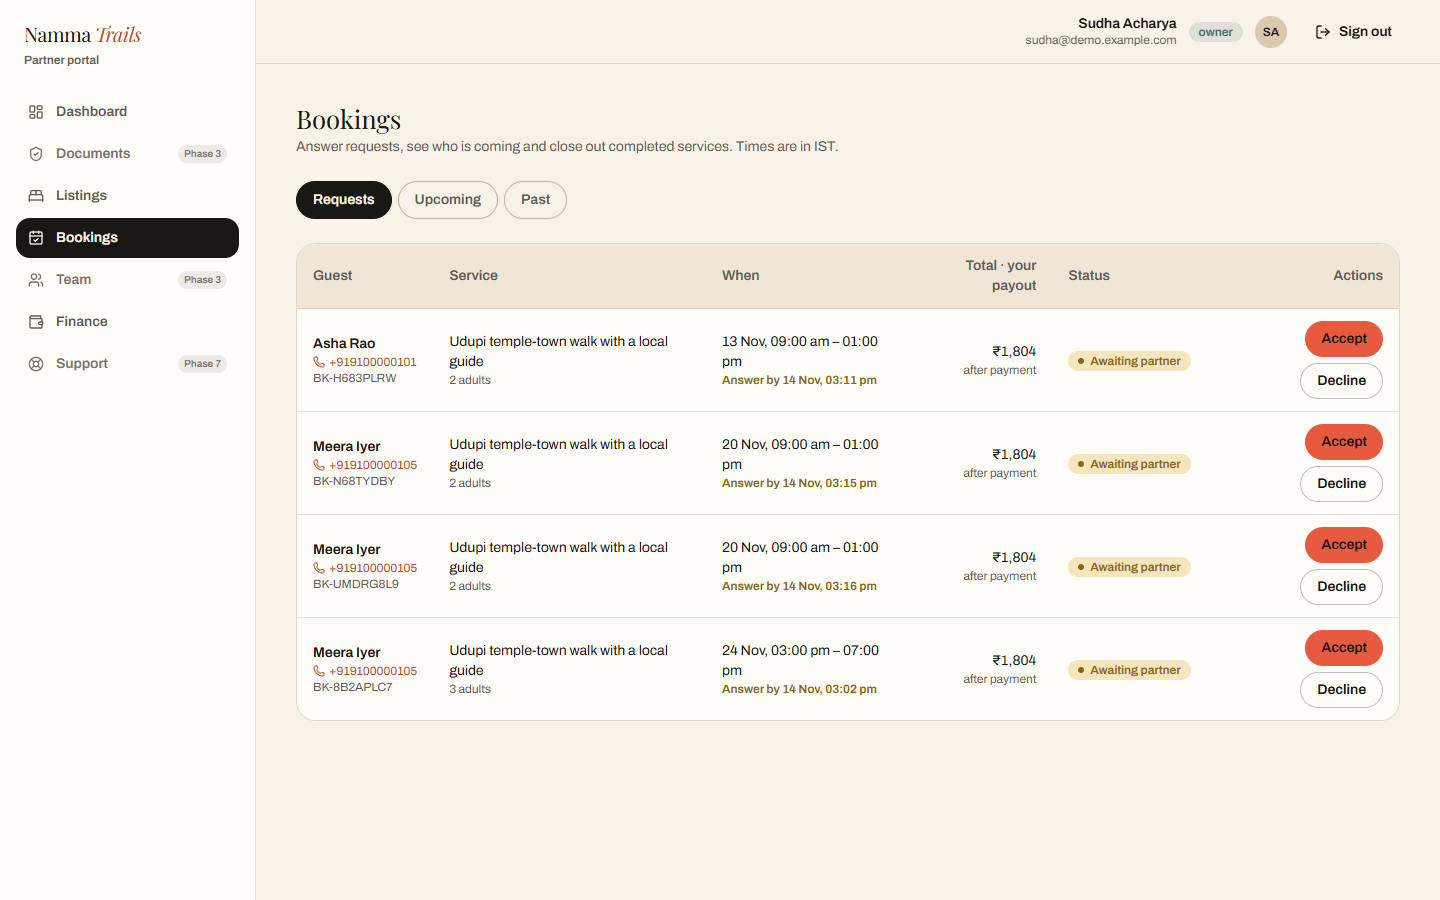 Namma Trails
Partner portal
Dashboard
Documents Phase 3
Listings
Bookings
Team Phase 3
Finance
Support Phase 7
Sudha Acharya
sudha@demo.example.com
owner
SA
Sign out
Bookings
Answer requests, see who is coming and close out completed services. Times are in IST.
Requests Upcoming Past
Guest Service When Total · your payout Status Actions
Asha Rao
+919100000101
BK-H683PLRW
Udupi temple-town walk with a local
guide
2 adults
13 Nov, 09:00 am – 01:00
pm
Answer by 14 Nov, 03:11 pm
₹1,804
after payment
Awaiting partner
Accept
Decline
Meera Iyer
+919100000105
BK-N68TYDBY
Udupi temple-town walk with a local
guide
2 adults
20 Nov, 09:00 am – 01:00
pm
Answer by 14 Nov, 03:15 pm
₹1,804
after payment
Awaiting partner
Accept
Decline
Meera Iyer
+919100000105
BK-UMDRG8L9
Udupi temple-town walk with a local
guide
2 adults
20 Nov, 09:00 am – 01:00
pm
Answer by 14 Nov, 03:16 pm
₹1,804
after payment
Awaiting partner
Accept
Decline
Meera Iyer
+919100000105
BK-8B2APLC7
Udupi temple-town walk with a local
guide
3 adults
24 Nov, 03:00 pm – 07:00
pm
Answer by 14 Nov, 03:02 pm
₹1,804
after payment
Awaiting partner
Accept
Decline